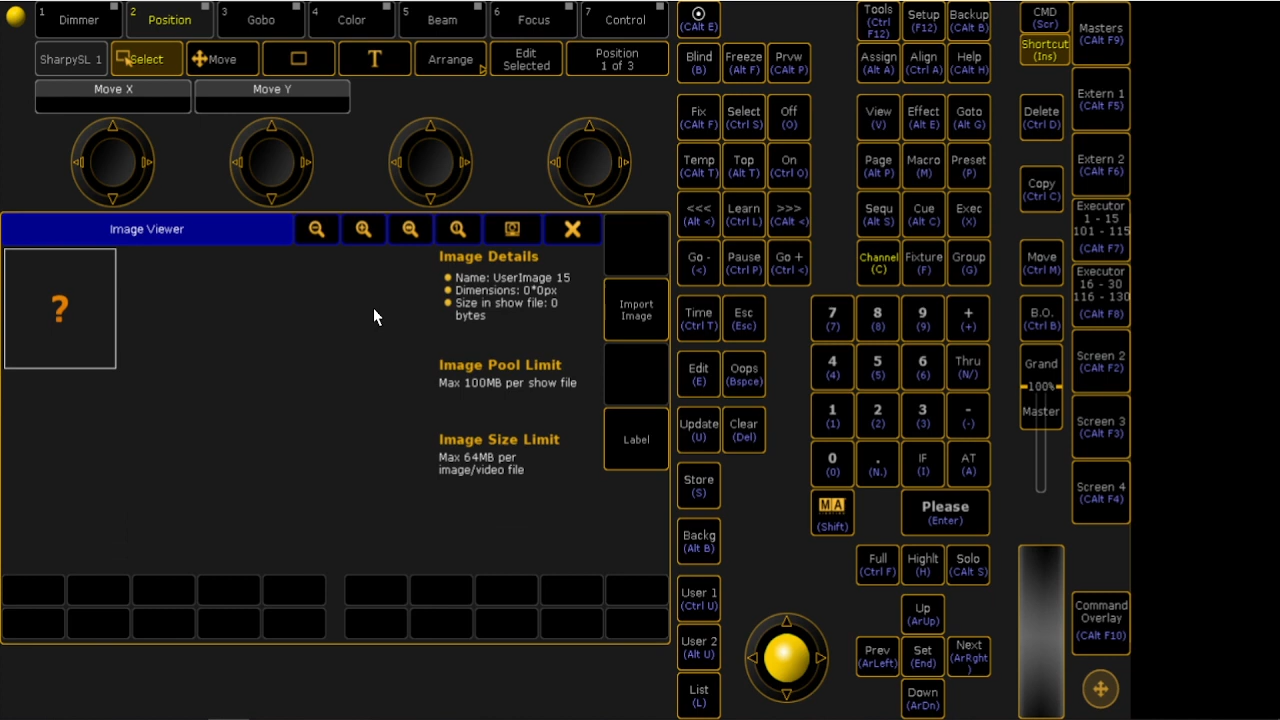 1 Dimmer
2 Position
3 Gobo
4 Color
5 Beam
6 Focus
7 Control
SharpySL 1
Select
Move
T
Arrange
Edit
Selected
Position
1 of 3
Move X
Move Y
Image Viewer
?
Image Details
Name: UserImage 15
Dimensions: 0*0px
Size in show file: 0
bytes
Image Pool Limit
Max 100MB per show file
Image Size Limit
Max 64MB per
image/video file
Import
Image
Label
(CAlt E)
Blind
(B)
Freeze
(Alt F)
Prvw
(CAlt P)
Fix
(CAlt F)
Select
(Ctrl S)
Off
(O)
Temp
(CAlt T)
Top
(Alt T)
On
(Ctrl O)
<<<
(Alt <)
Learn
(Ctrl L)
>>>
(CAlt <)
Go -
(<)
Pause
(Ctrl P)
Go +
(Ctrl <)
Time
(Ctrl T)
Esc
(Esc)
Edit
(E)
Oops
(Bspce)
Update
(U)
Clear
(Del)
Store
(S)
Backg
(Alt B)
User 1
(Ctrl U)
User 2
(Alt U)
List
(L)
Tools
(Ctrl
F12)
Setup
(F12)
Backup
(CAlt B)
Assign
(Alt A)
Align
(Ctrl A)
Help
(CAlt H)
View
(V)
Effect
(Alt E)
Goto
(Alt G)
Page
(Alt P)
Macro
(M)
Preset
(P)
Sequ
(Alt S)
Cue
(Alt C)
Exec
(X)
Channel
(C)
Fixture
(F)
Group
(G)
7
(7)
8
(8)
9
(9)
+
(+)
4
(4)
5
(5)
6
(6)
Thru
(N/)
1
(1)
2
(2)
3
(3)
-
(-)
0
(0)
.
(N.)
IF
(I)
AT
(A)
MA
(Shift)
Please
(Enter)
Full
(Ctrl F)
Highlt
(H)
Solo
(CAlt S)
Up
(ArUp)
Prev
(ArLeft)
Set
(End)
Next
(ArRght
)
Down
(ArDn)
CMD
(Scr)
Shortcut
(Ins)
Delete
(Ctrl D)
Copy
(Ctrl C)
Move
(Ctrl M)
B.O.
(Ctrl B)
Grand
100%
Master
Masters
(CAlt F9)
Extern 1
(CAlt F5)
Extern 2
(CAlt F6)
Executor
1 - 15
101 - 115
(CAlt F7)
Executor
16 - 30
116 - 130
(CAlt F8)
Screen 2
(CAlt F2)
Screen 3
(CAlt F3)
Screen 4
(CAlt F4)
Command
Overlay
(CAlt F10)